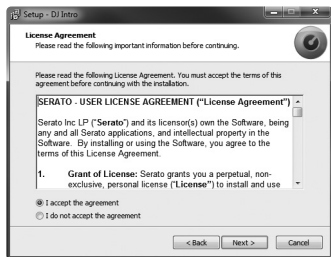 Setup - DJ Intro
License Agreement
Please read the following important information before continuing.
Please read the following License Agreement. You must accept the terms of this
agreement before continuing with the installation.
SERATO - USER LICENSE AGREEMENT ("License Agreement")
Serato Inc LP ("Serato") and its licensor(s) own the Software, being
any and all Serato applications, and intellectual property in the
Software. By installing or using the Software, you agree to the
terms of this License Agreement.
1. Grant of License: Serato grants you a perpetual, non-
exclusive, personal license ("License") to install and use
I accept the agreement
I do not accept the agreement
< Back Next > Cancel